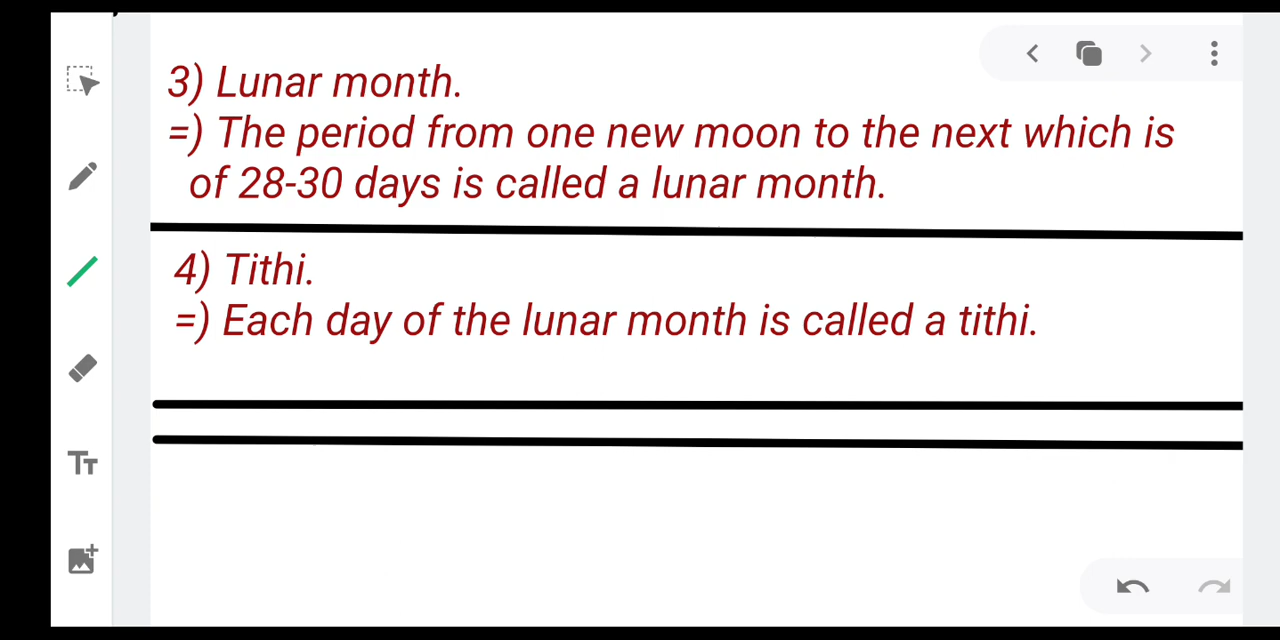 3) Lunar month.
=) The period from one new moon to the next which is
of 28-30 days is called a lunar month.
4) Tithi.
=) Each day of the lunar month is called a tithi.
TT